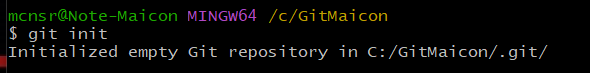 mcnsr@Note-Maicon MINGW64 /c/GitMaicon
$ git init
Initialized empty Git repository in C:/GitMaicon/.git/